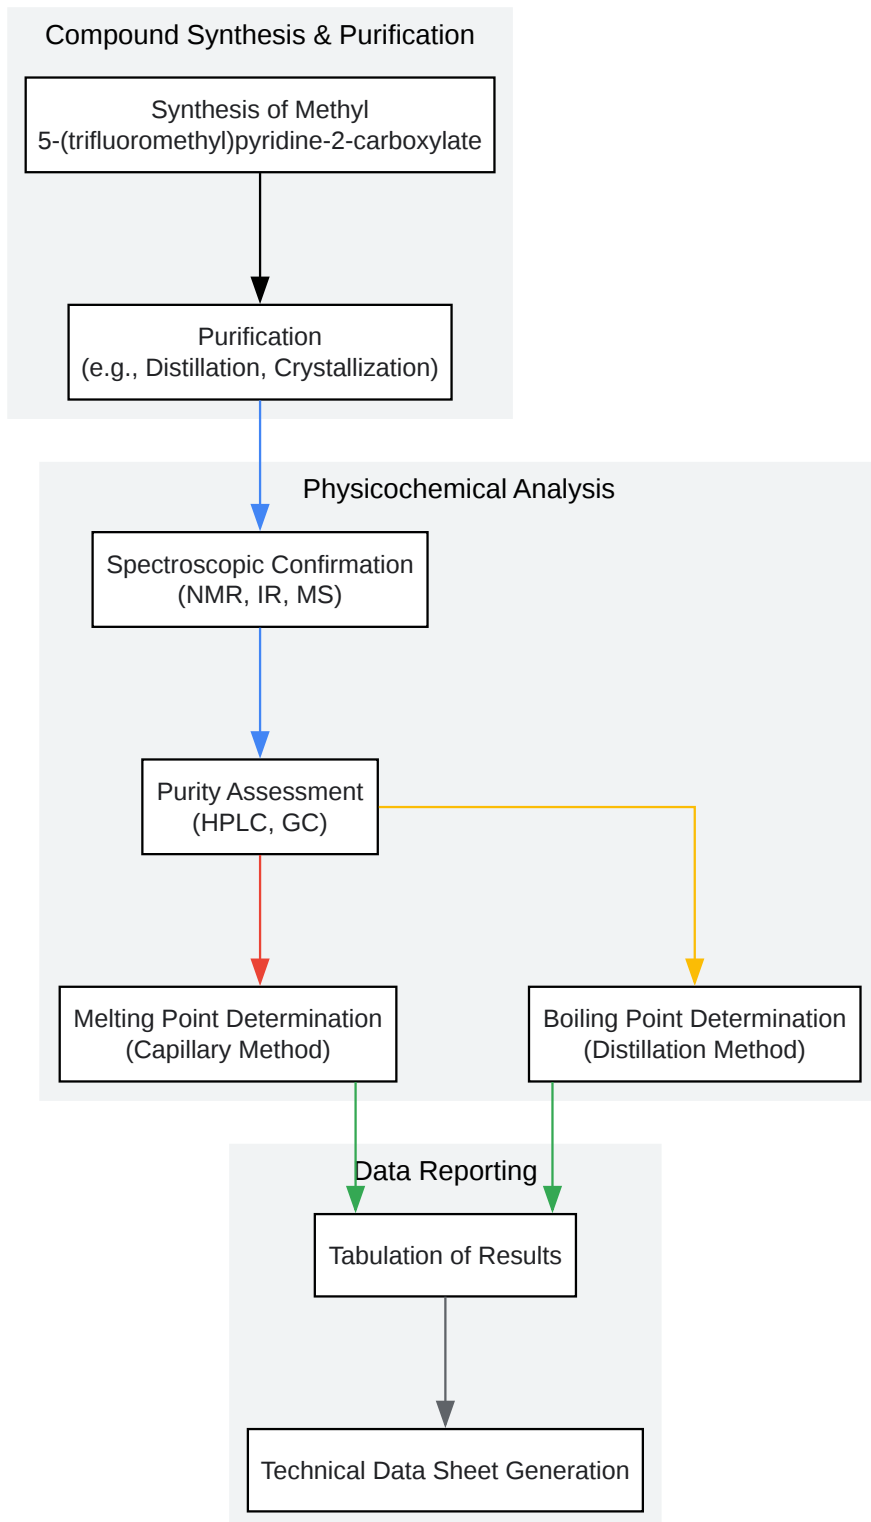 Compound Synthesis & Purification
Synthesis of Methyl
5-(trifluoromethyl)pyridine-2-carboxylate
Purification
(e.g., Distillation, Crystallization)
Physicochemical Analysis
Spectroscopic Confirmation
(NMR, IR, MS)
Purity Assessment
(HPLC, GC)
Melting Point Determination
(Capillary Method)
Boiling Point Determination
(Distillation Method)
Data Reporting
Tabulation of Results
Technical Data Sheet Generation